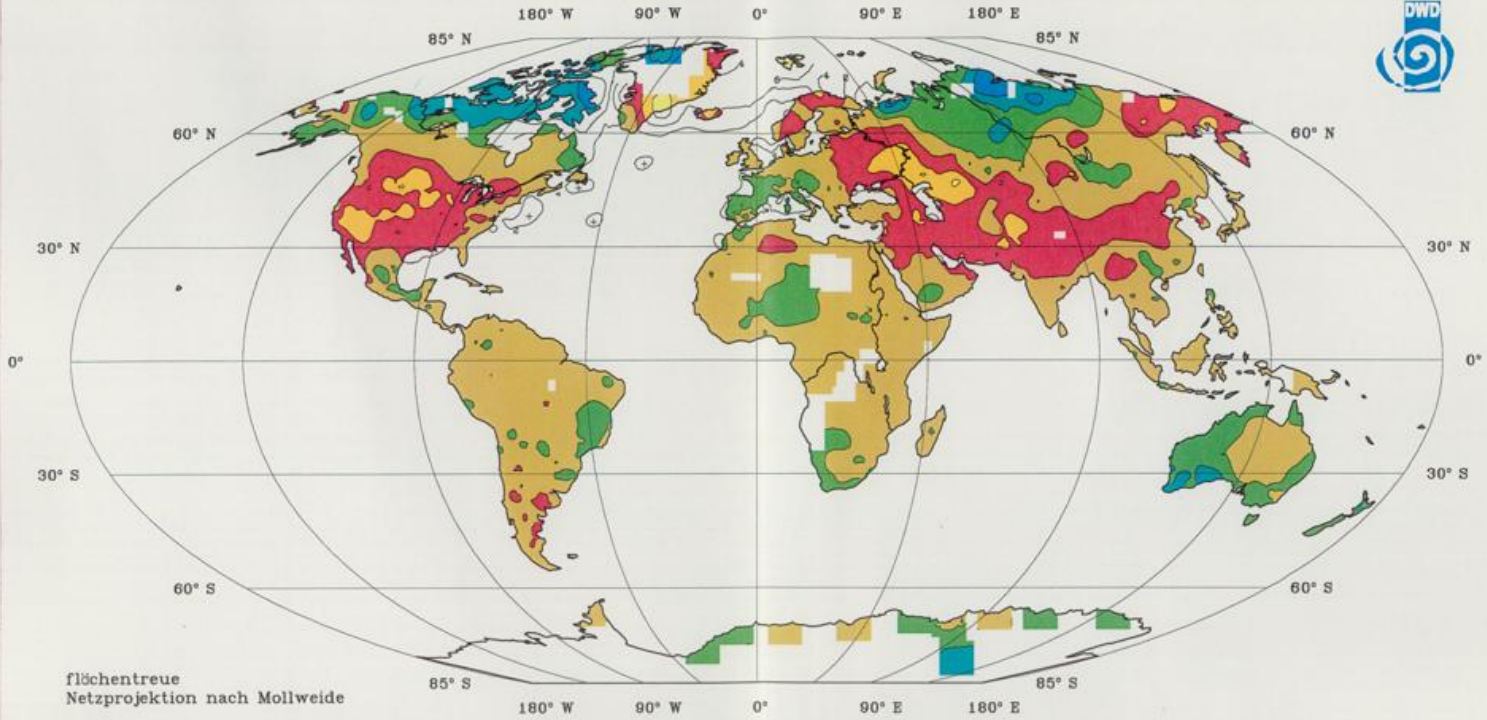 180° W 90° W 0° 90° E 180° E
DWD
85° N 85° N
60° N 60° N
30° N 30° N
0° 0°
30° S 30° S
60° S 60° S
flöchentreue
Netzprojektion nach Mollweide
85° S 85° S
180° W 90° W 0° 90° E 180° E